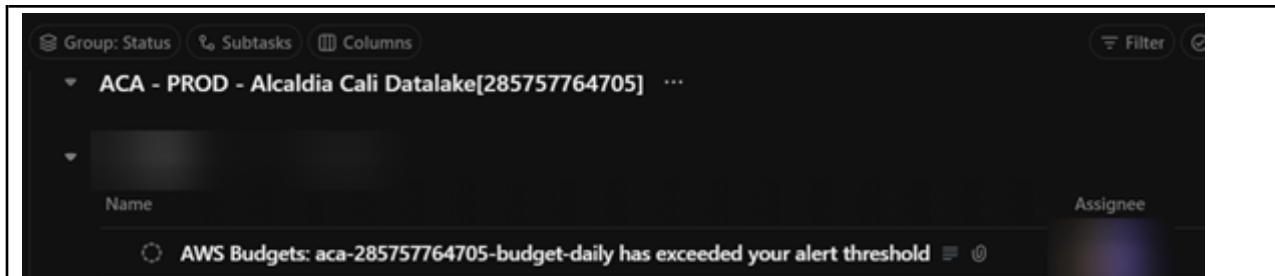 Group: Status Subtasks Columns Filter
ACA - PROD - Alcaldia Cali Datalake[285757764705] ...
Name Assignee
AWS Budgets: aca-285757764705-budget-daily has exceeded your alert threshold